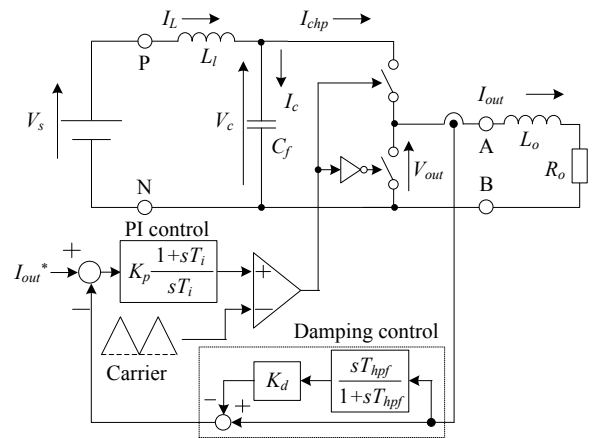 I_L I_chp
P L_l
I_c I_out
V_s V_c C_f A L_o
V_out R_o
N B
PI control
+
I_out* K_p 1+sT_i / sT_i +
− −
Carrier Damping control
K_d sT_hpf / 1+sT_hpf
− +